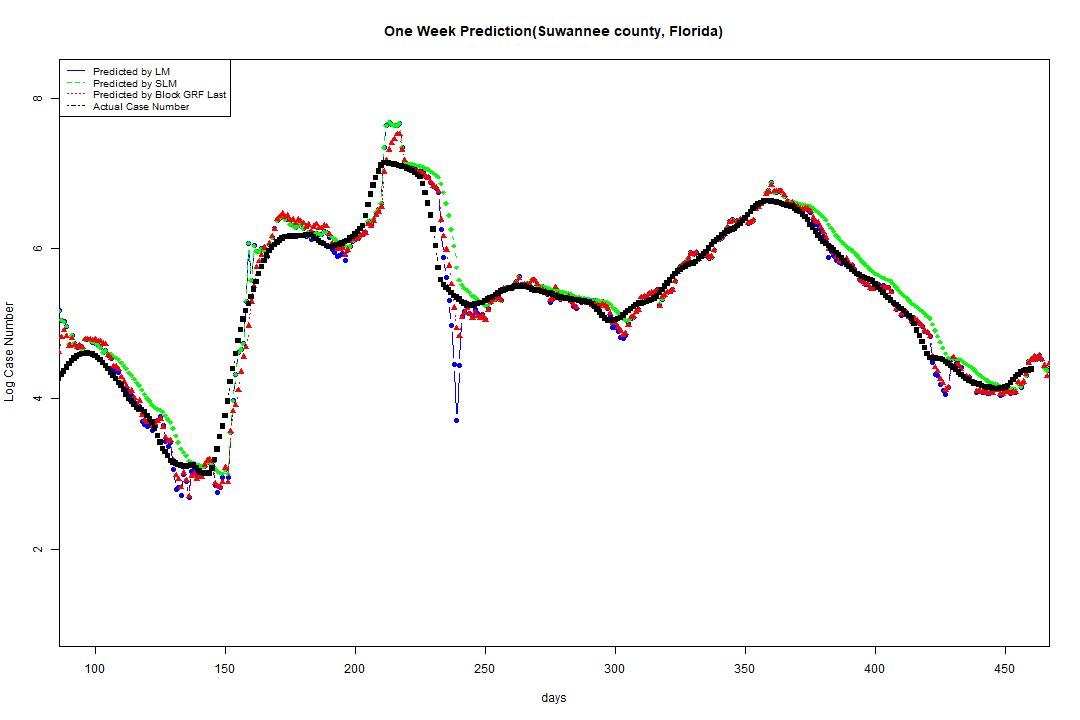 One Week Prediction(Suwannee county, Florida)
Predicted by LM
Predicted by SLM
Predicted by Block GRF Last
Actual Case Number
8
6
4
2
Log Case Number
100 150 200 250 300 350 400 450
days